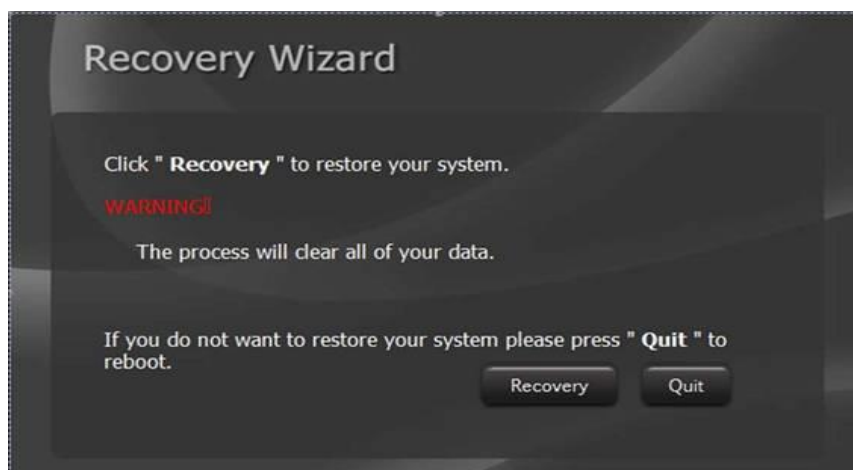 Recovery Wizard
Click " Recovery " to restore your system.
WARNING
The process will clear all of your data.
If you do not want to restore your system please press " Quit " to
reboot.
Recovery Quit